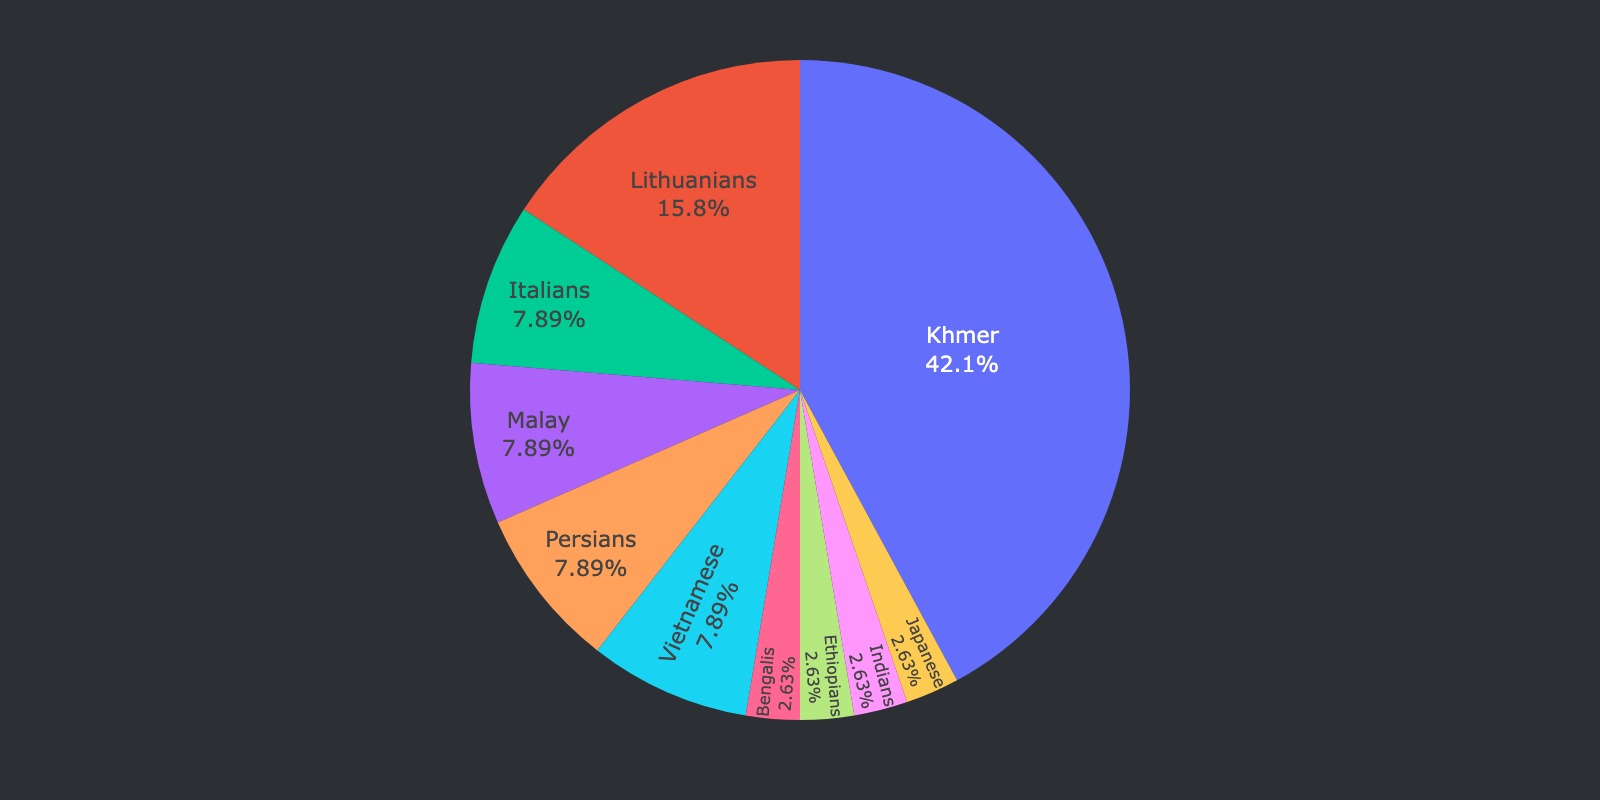 Lithuanians
15.8%
Khmer
42.1%
Italians
7.89%
Malay
7.89%
Persians
7.89%
Vietnamese
7.89%
Bengalis
2.63%
Ethiopians
2.63%
Indians
2.63%
Japanese
2.63%